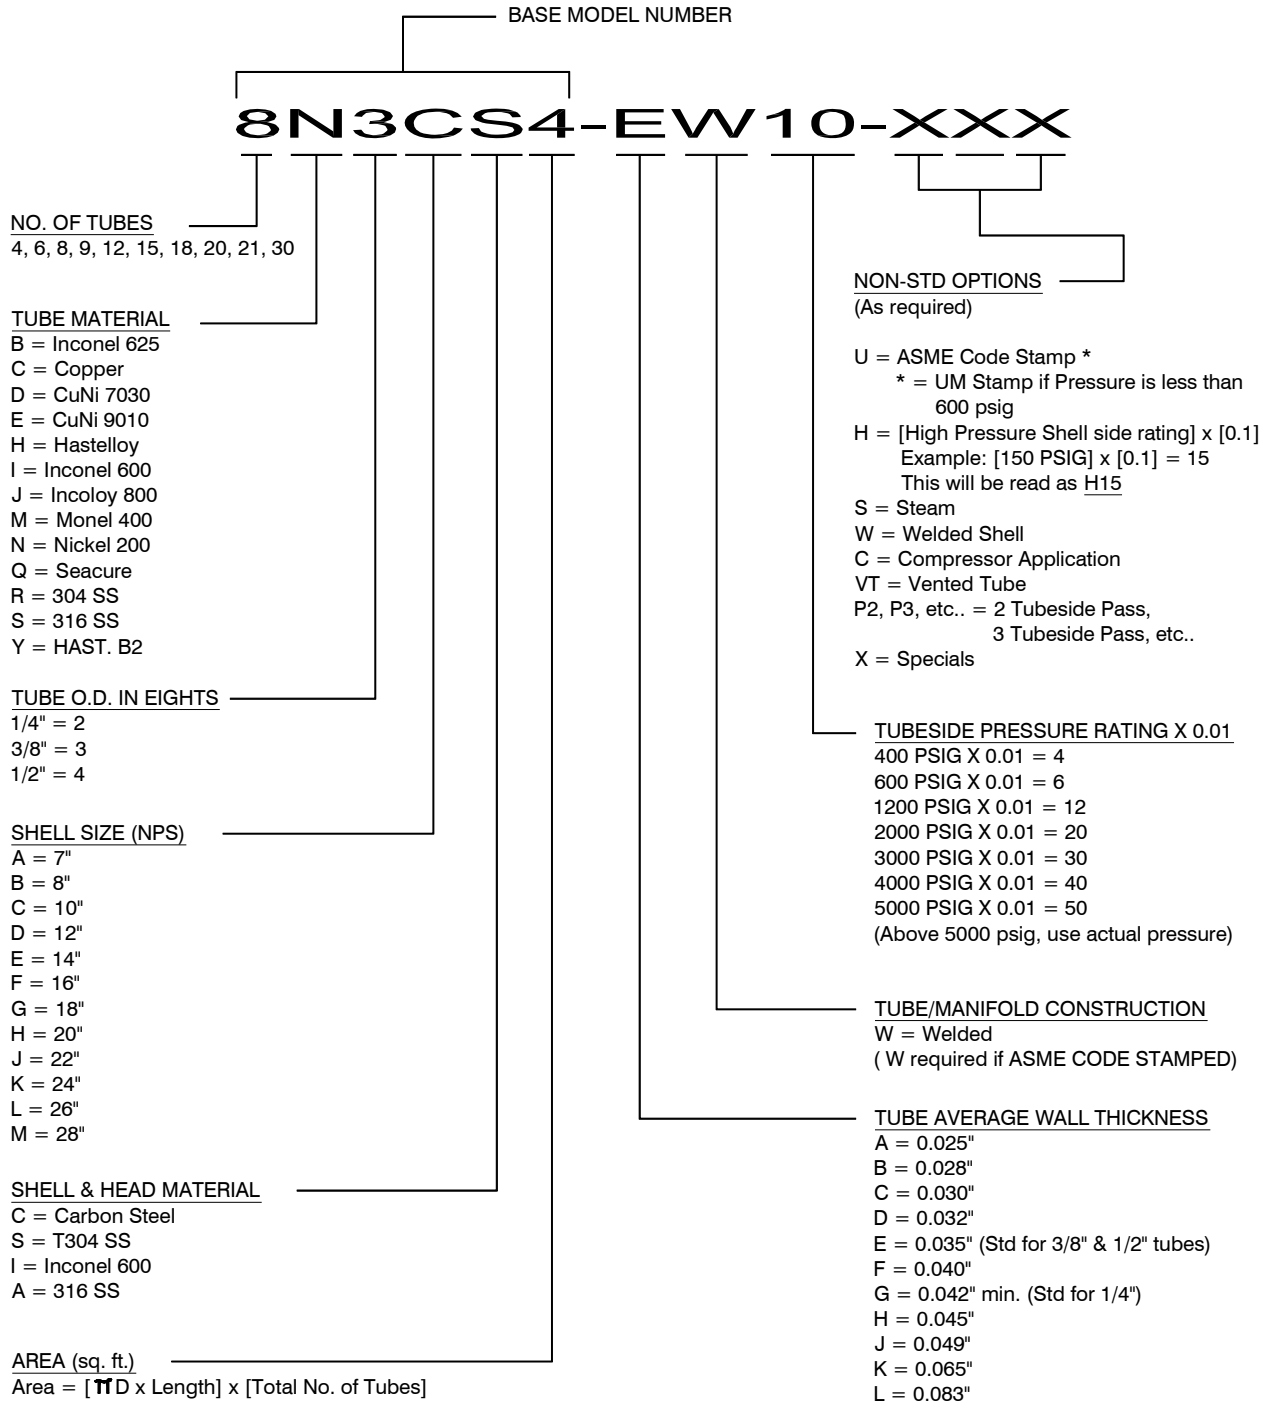 BASE MODEL NUMBER
8N3CS4-EW10-XXX
NO. OF TUBES
4, 6, 8, 9, 12, 15, 18, 20, 21, 30
TUBE MATERIAL
B = Inconel 625
C = Copper
D = CuNi 7030
E = CuNi 9010
H = Hastelloy
I = Inconel 600
J = Incoloy 800
M = Monel 400
N = Nickel 200
Q = Seacure
R = 304 SS
S = 316 SS
Y = HAST. B2
TUBE O.D. IN EIGHTS
1/4" = 2
3/8" = 3
1/2" = 4
SHELL SIZE (NPS)
A = 7"
B = 8"
C = 10"
D = 12"
E = 14"
F = 16"
G = 18"
H = 20"
J = 22"
K = 24"
L = 26"
M = 28"
SHELL & HEAD MATERIAL
C = Carbon Steel
S = T304 SS
I = Inconel 600
A = 316 SS
AREA (sq. ft.)
Area = [πD x Length] x [Total No. of Tubes]
NON-STD OPTIONS
(As required)
U = ASME Code Stamp *
* = UM Stamp if Pressure is less than
600 psig
H = [High Pressure Shell side rating] x [0.1]
Example: [150 PSIG] x [0.1] = 15
This will be read as H15
S = Steam
W = Welded Shell
C = Compressor Application
VT = Vented Tube
P2, P3, etc.. = 2 Tubeside Pass,
3 Tubeside Pass, etc..
X = Specials
TUBESIDE PRESSURE RATING X 0.01
400 PSIG X 0.01 = 4
600 PSIG X 0.01 = 6
1200 PSIG X 0.01 = 12
2000 PSIG X 0.01 = 20
3000 PSIG X 0.01 = 30
4000 PSIG X 0.01 = 40
5000 PSIG X 0.01 = 50
(Above 5000 psig, use actual pressure)
TUBE/MANIFOLD CONSTRUCTION
W = Welded
( W required if ASME CODE STAMPED)
TUBE AVERAGE WALL THICKNESS
A = 0.025"
B = 0.028"
C = 0.030"
D = 0.032"
E = 0.035" (Std for 3/8" & 1/2" tubes)
F = 0.040"
G = 0.042" min. (Std for 1/4")
H = 0.045"
J = 0.049"
K = 0.065"
L = 0.083"